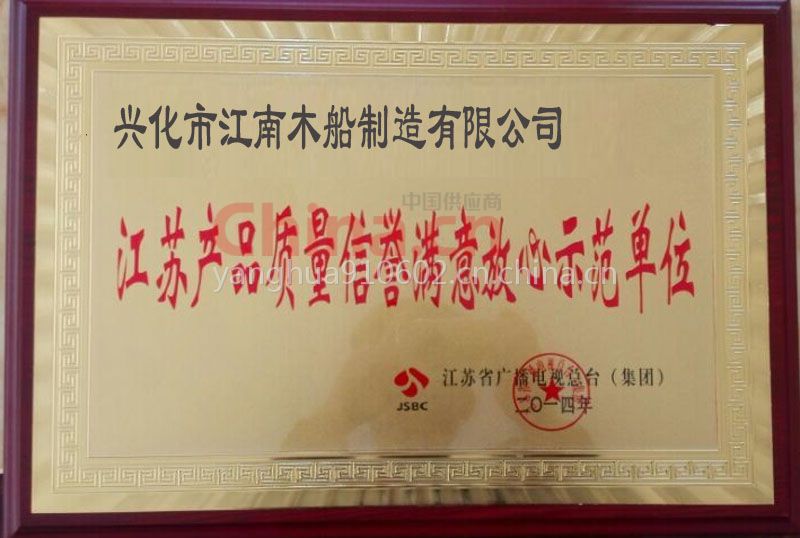 兴化市江南木船制造有限公司
中国供应商
China.cn
江苏产品质量信誉满意放心示范单位
yanghua910602.cn.china.cn
JSBC
江苏省广播电视总台（集团）
二〇一四年